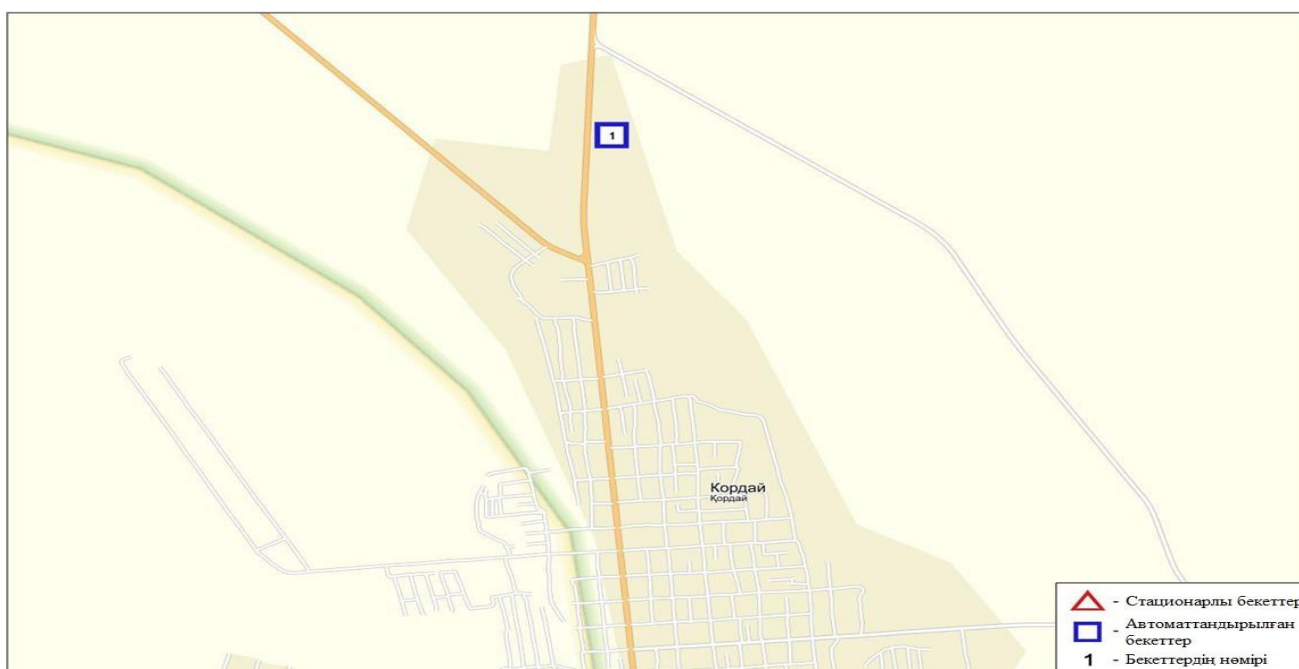 1
Кордай
Қордай
- Стационарлы бекеттер
- Автоматтандырылған
бекеттер
1 - Бекеттердің нөмірі